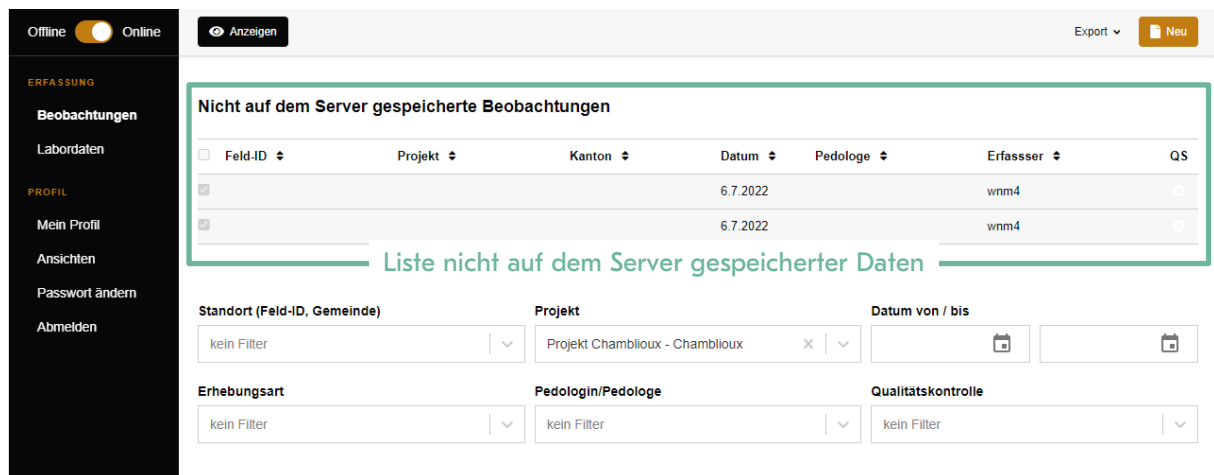 Offline Online Anzeigen Export Neu
ERFASSUNG
Beobachtungen
Labordaten
PROFIL
Mein Profil
Ansichten
Passwort ändern
Abmelden
Nicht auf dem Server gespeicherte Beobachtungen
Feld-ID Projekt Kanton Datum Pedologe Erfassser QS
6.7.2022 wnm4
6.7.2022 wnm4
Liste nicht auf dem Server gespeicherter Daten
Standort (Feld-ID, Gemeinde) Projekt Datum von / bis
kein Filter Projekt Chamblioux - Chamblioux
Erhebungsart Pedologin/Pedologe Qualitätskontrolle
kein Filter kein Filter kein Filter